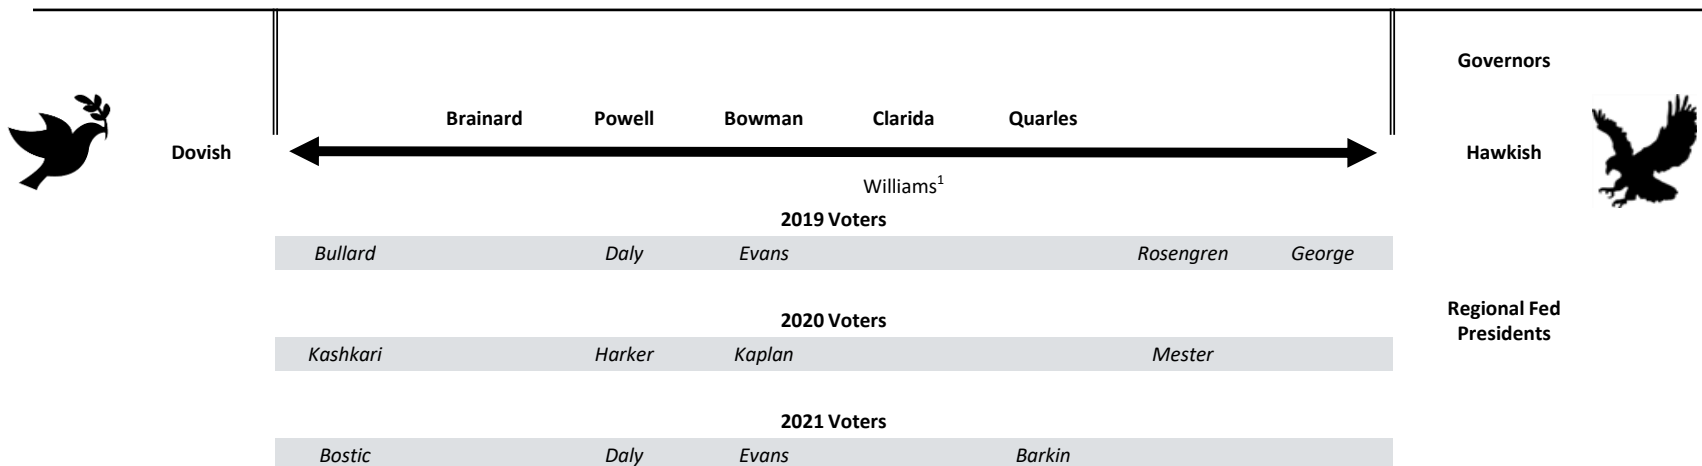 Governors
Brainard Powell Bowman Clarida Quarles
Dovish Hawkish
Williams¹
2019 Voters
Bullard Daly Evans Rosengren George
Regional Fed
Presidents
2020 Voters
Kashkari Harker Kaplan Mester
2021 Voters
Bostic Daly Evans Barkin